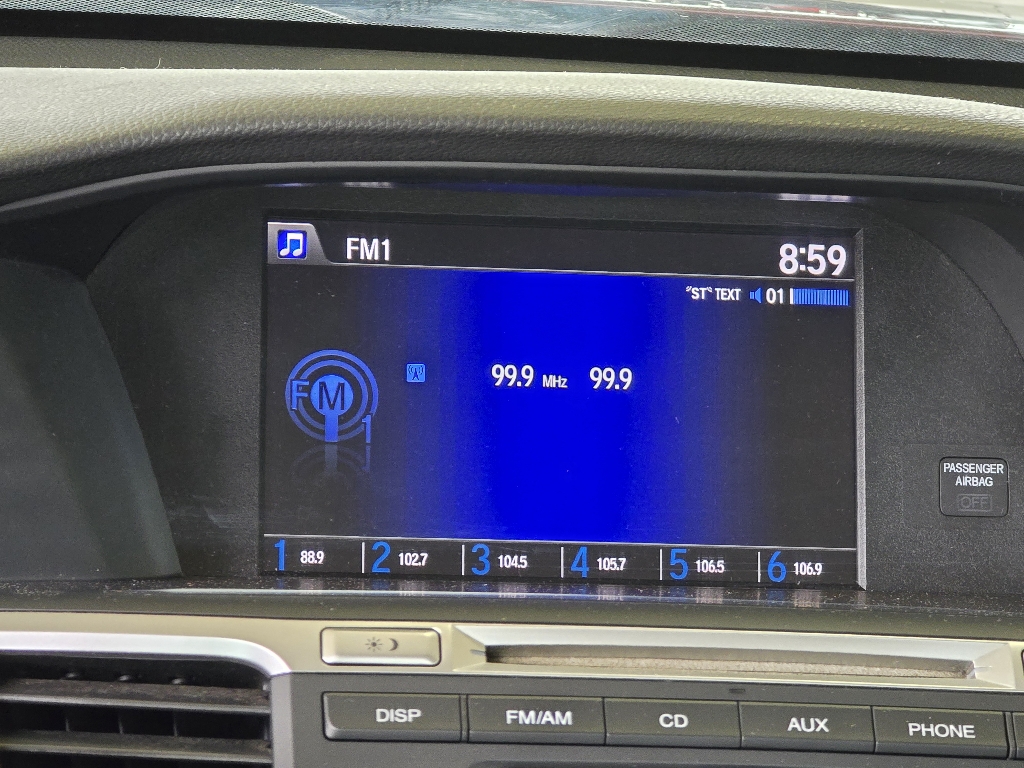 FM1 8:59
"ST" TEXT 01
99.9 MHz 99.9
FM1
PASSENGER
AIRBAG
OFF
1 88.9 2 102.7 3 104.5 4 105.7 5 106.5 6 106.9
DISP FM/AM CD AUX PHONE